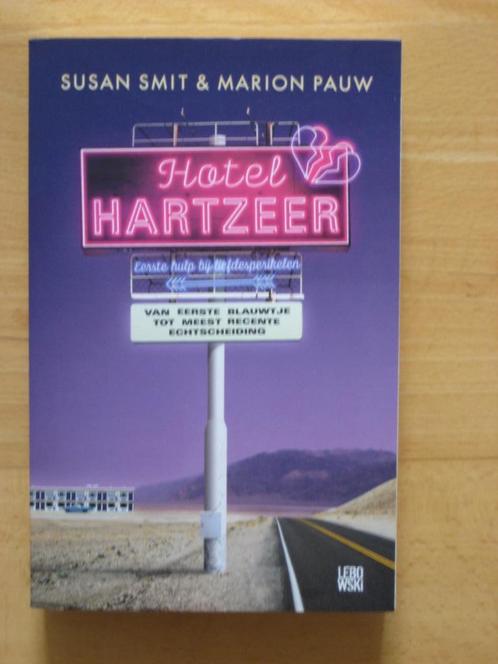 SUSAN SMIT & MARION PAUW
Hotel
HARTZEER
Eerste hulp bij liefdesperikelen
VAN EERSTE BLAUWTJE
TOT MEEST RECENTE
ECHTSCHEIDING
LEBO
WSKI